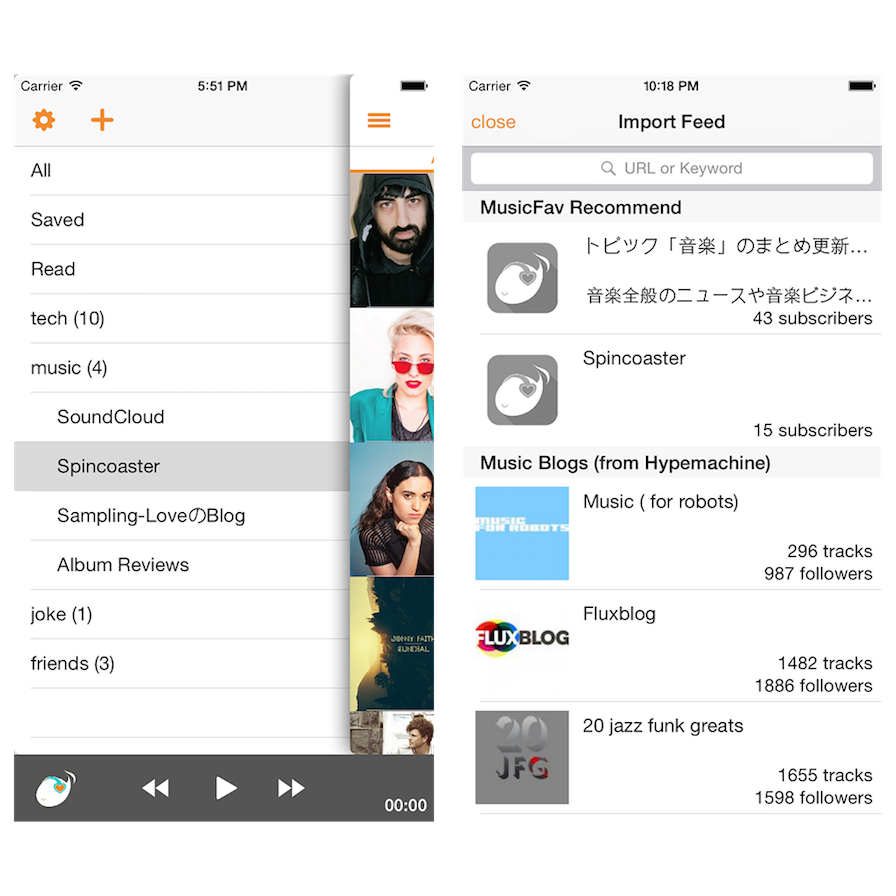 Carrier
5:51 PM
All
Saved
Read
tech (10)
music (4)
SoundCloud
Spincoaster
Sampling-LoveのBlog
Album Reviews
joke (1)
friends (3)
JONNY FAITH
SUNDIAL
00:00
Carrier
10:18 PM
close
Import Feed
URL or Keyword
MusicFav Recommend
トピック「音楽」のまとめ更新…
音楽全般のニュースや音楽ビジネ…
43 subscribers
Spincoaster
15 subscribers
Music Blogs (from Hypemachine)
MUSIC
FOR ROBOTS
Music ( for robots)
296 tracks
987 followers
FLUXBLOG
Fluxblog
1482 tracks
1886 followers
20
JFG
20 jazz funk greats
1655 tracks
1598 followers